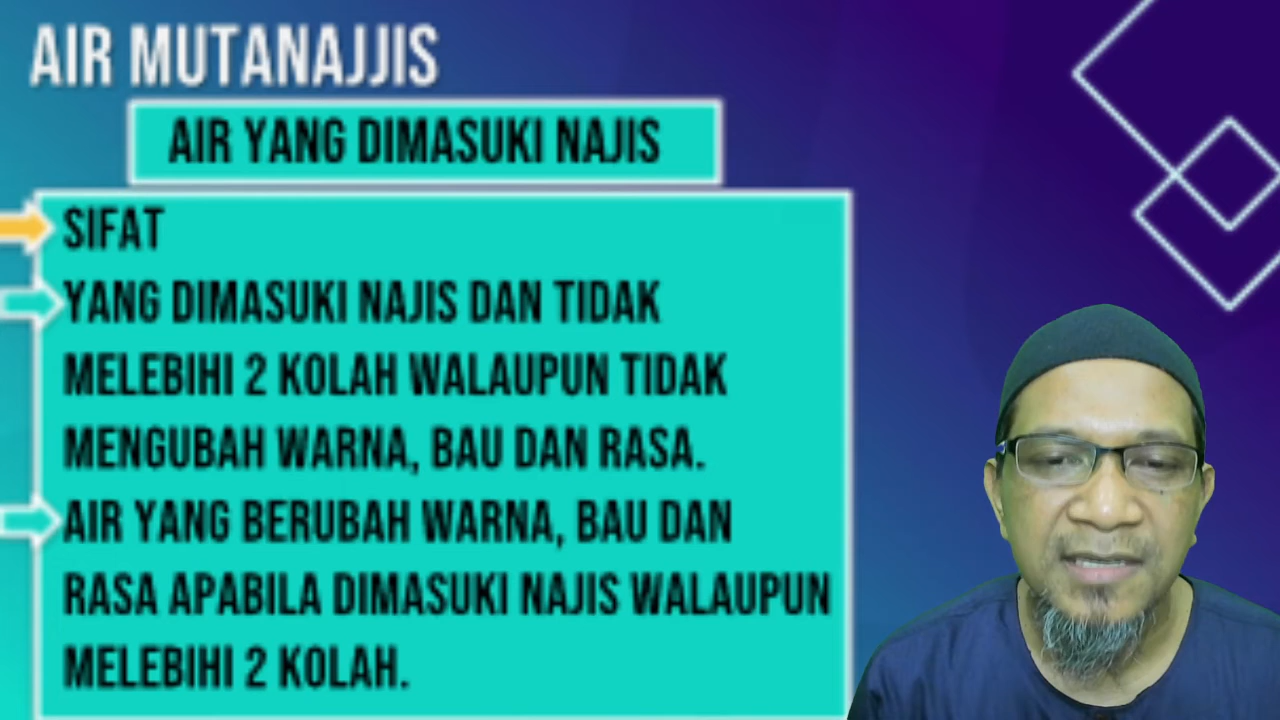 AIR MUTANAJJIS
AIR YANG DIMASUKI NAJIS
SIFAT
YANG DIMASUKI NAJIS DAN TIDAK
MELEBIHI 2 KOLAH WALAUPUN TIDAK
MENGUBAH WARNA, BAU DAN RASA.
AIR YANG BERUBAH WARNA, BAU DAN
RASA APABILA DIMASUKI NAJIS WALAUPUN
MELEBIHI 2 KOLAH.